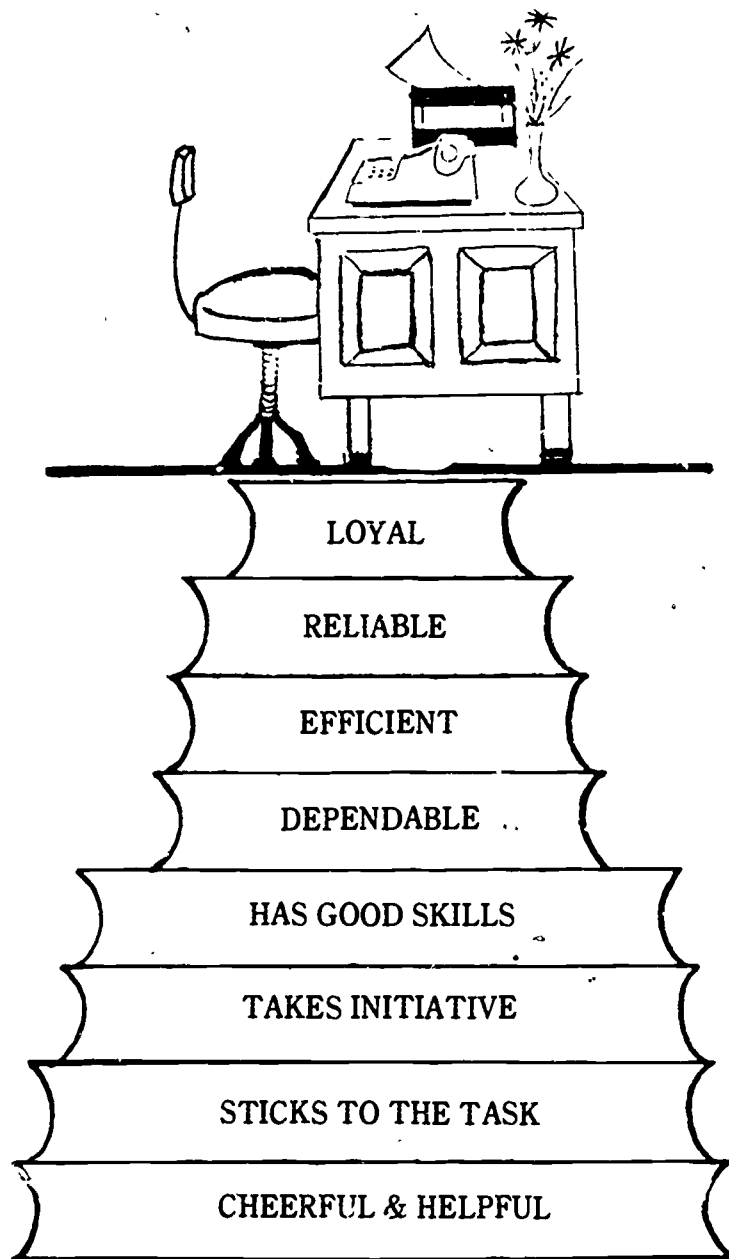 LOYAL
RELIABLE
EFFICIENT
DEPENDABLE
HAS GOOD SKILLS
TAKES INITIATIVE
STICKS TO THE TASK
CHEERFUL & HELPFUL